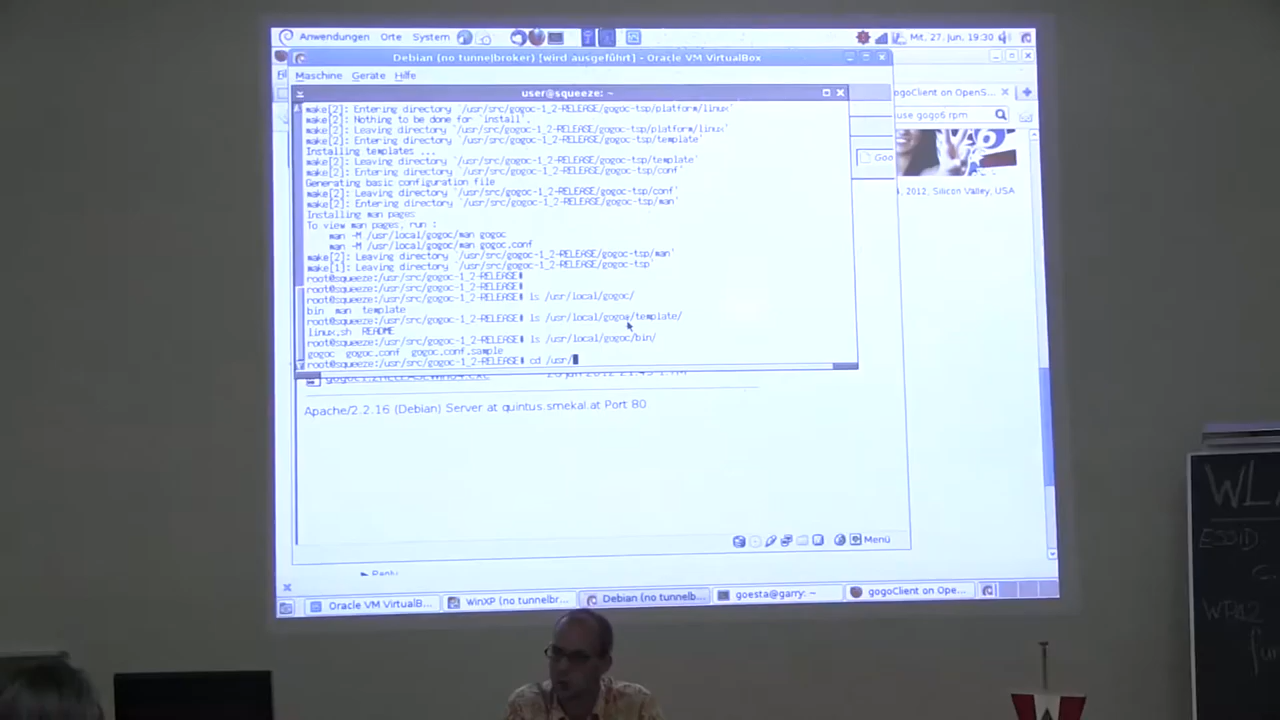 Anwendungen Orte System
Mit, 27. Jun, 19:30
Debian (no tunnelbroker) [wird ausgeführt] - Oracle VM VirtualBox
Maschine Geräte Hilfe
user@squeeze: ~
gogoClient on OpenS...
use gogo6 rpm
make[2]: Entering directory `/usr/src/gogoc-1_2-RELEASE/gogoc-tsp/platform/linux'
make[2]: Nothing to be done for `install'.
make[2]: Leaving directory `/usr/src/gogoc-1_2-RELEASE/gogoc-tsp/platform/linux'
make[2]: Entering directory `/usr/src/gogoc-1_2-RELEASE/gogoc-tsp/template'
Installing templates ...
make[2]: Leaving directory `/usr/src/gogoc-1_2-RELEASE/gogoc-tsp/template'
make[2]: Entering directory `/usr/src/gogoc-1_2-RELEASE/gogoc-tsp/conf'
Generating basic configuration file
make[2]: Leaving directory `/usr/src/gogoc-1_2-RELEASE/gogoc-tsp/conf'
make[2]: Entering directory `/usr/src/gogoc-1_2-RELEASE/gogoc-tsp/man'
Installing man pages
To view man pages, run :
man -M /usr/local/gogoc/man gogoc
man -M /usr/local/gogoc/man gogoc.conf
make[2]: Leaving directory `/usr/src/gogoc-1_2-RELEASE/gogoc-tsp/man'
make[1]: Leaving directory `/usr/src/gogoc-1_2-RELEASE/gogoc-tsp'
root@squeeze:/usr/src/gogoc-1_2-RELEASE#
root@squeeze:/usr/src/gogoc-1_2-RELEASE#
root@squeeze:/usr/src/gogoc-1_2-RELEASE# ls /usr/local/gogoc/
bin man template
root@squeeze:/usr/src/gogoc-1_2-RELEASE# ls /usr/local/gogoc/template/
linux.sh README
root@squeeze:/usr/src/gogoc-1_2-RELEASE# ls /usr/local/gogoc/bin/
gogoc gogoc.conf gogoc.conf.sample
root@squeeze:/usr/src/gogoc-1_2-RELEASE# cd /usr/
Goo
4, 2012, Silicon Valley, USA
Apache/2.2.16 (Debian) Server at quintus.smekal.at Port 80
Menü
Reply
Oracle VM VirtualB...
WinXP (no tunnelbr...
Debian (no tunnelb...
goesta@garry: ~
gogoClient on Ope...
ESSID
WPA2